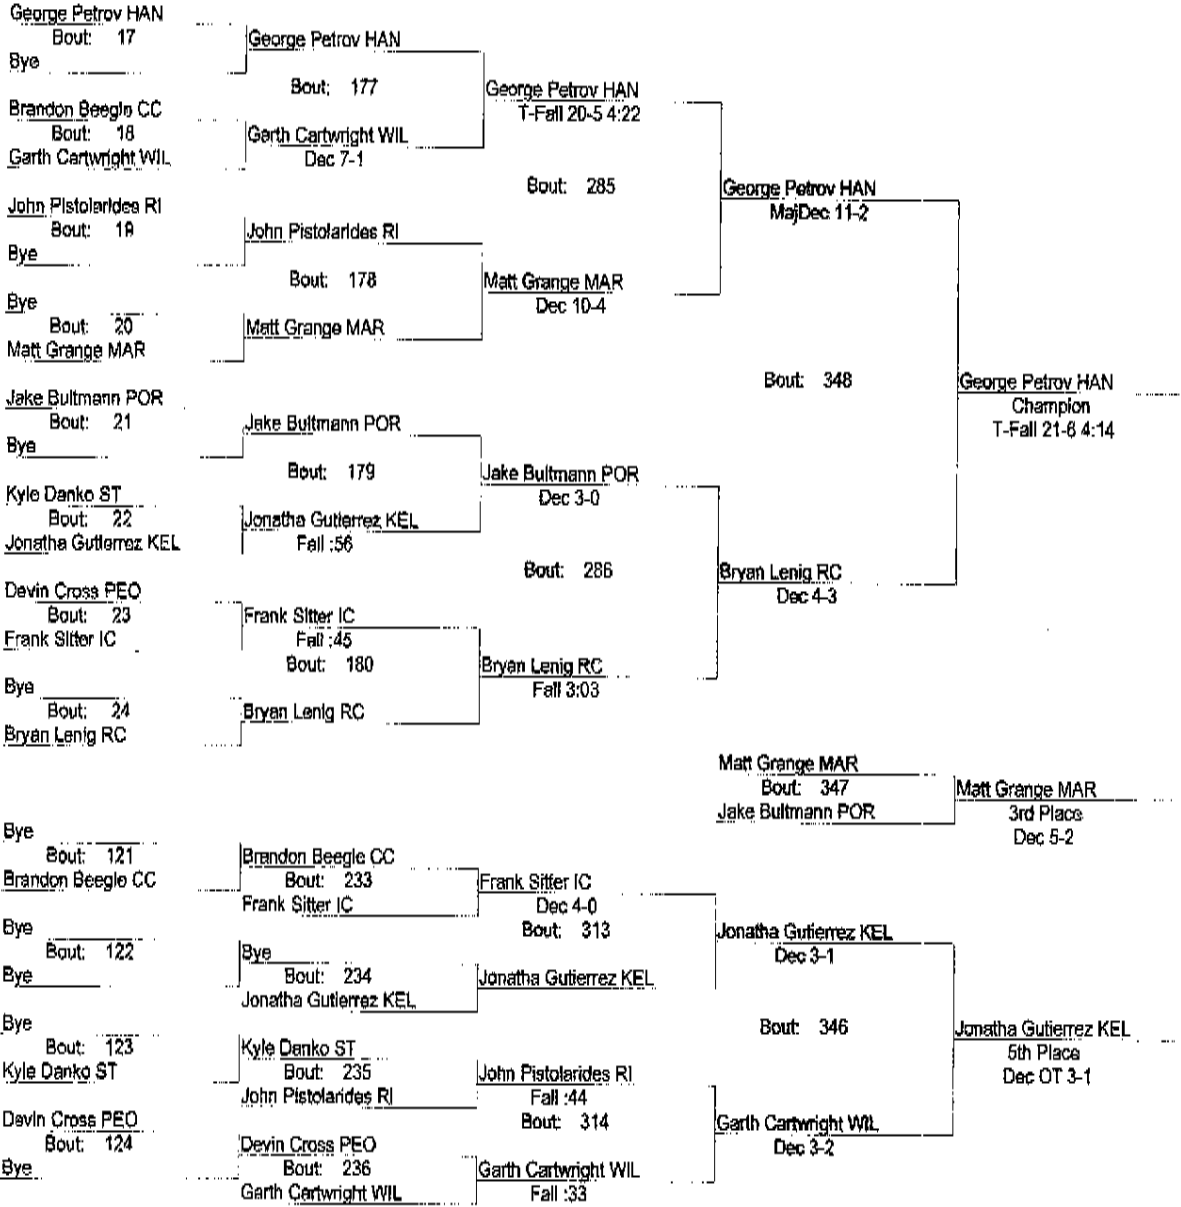 George Petrov HAN
Bout: 17
Bye
Brandon Beegle CC
Bout: 18
Garth Cartwright WIL
John Pistolarides RI
Bout: 19
Bye
Bye
Bout: 20
Matt Grange MAR
Jake Bultmann POR
Bout: 21
Bye
Kyle Danko ST
Bout: 22
Jonatha Gutierrez KEL
Devin Cross PEO
Bout: 23
Frank Sitter IC
Bye
Bout: 24
Bryan Lenig RC
George Petrov HAN
Bout: 177
Garth Cartwright WIL
Dec 7-1
John Pistolarides RI
Bout: 178
Matt Grange MAR
Jake Bultmann POR
Bout: 179
Jonatha Gutierrez KEL
Fall :56
Frank Sitter IC
Fall :45
Bout: 180
Bryan Lenig RC
George Petrov HAN
T-Fall 20-5 4:22
Bout: 285
Matt Grange MAR
Dec 10-4
Jake Bultmann POR
Dec 3-0
Bout: 286
Bryan Lenig RC
Fall 3:03
George Petrov HAN
MajDec 11-2
Bout: 348
Bryan Lenig RC
Dec 4-3
George Petrov HAN
Champion
T-Fall 21-6 4:14
Matt Grange MAR
Bout: 347
Jake Bultmann POR
Matt Grange MAR
3rd Place
Dec 5-2
Bye
Bout: 121
Brandon Beegle CC
Bye
Bout: 122
Bye
Bye
Bout: 123
Kyle Danko ST
Devin Cross PEO
Bout: 124
Bye
Brandon Beegle CC
Bout: 233
Frank Sitter IC
Bye
Bout: 234
Jonatha Gutierrez KEL
Kyle Danko ST
Bout: 235
John Pistolarides RI
Devin Cross PEO
Bout: 236
Garth Cartwright WIL
Frank Sitter IC
Dec 4-0
Bout: 313
Jonatha Gutierrez KEL
John Pistolarides RI
Fall :44
Bout: 314
Garth Cartwright WIL
Fall :33
Jonatha Gutierrez KEL
Dec 3-1
Bout: 346
Garth Cartwright WIL
Dec 3-2
Jonatha Gutierrez KEL
5th Place
Dec OT 3-1